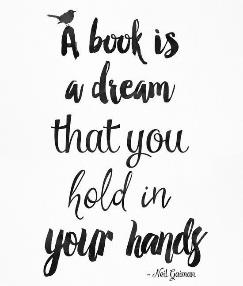 A book is
a dream
that you
hold in
your hands
- Neil Gaiman